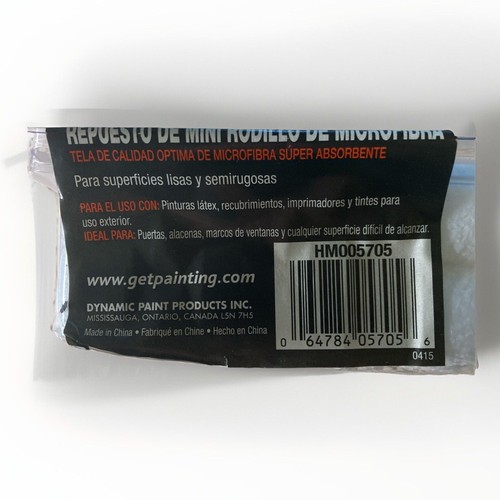 REPUESTO DE MINI RODILLO DE MICROFIBRA
TELA DE CALIDAD OPTIMA DE MICROFIBRA SÚPER ABSORBENTE
Para superficies lisas y semirugosas
PARA EL USO CON: Pinturas látex, recubrimientos, imprimadores y tintes para
uso exterior.
IDEAL PARA: Puertas, alacenas, marcos de ventanas y cualquier superficie difícil de alcanzar.
HM005705
www.getpainting.com
DYNAMIC PAINT PRODUCTS INC.
MISSISSAUGA, ONTARIO, CANADA L5N 7H5
Made in China • Fabriqué en Chine • Hecho en China
0 64784 05705 6
0415